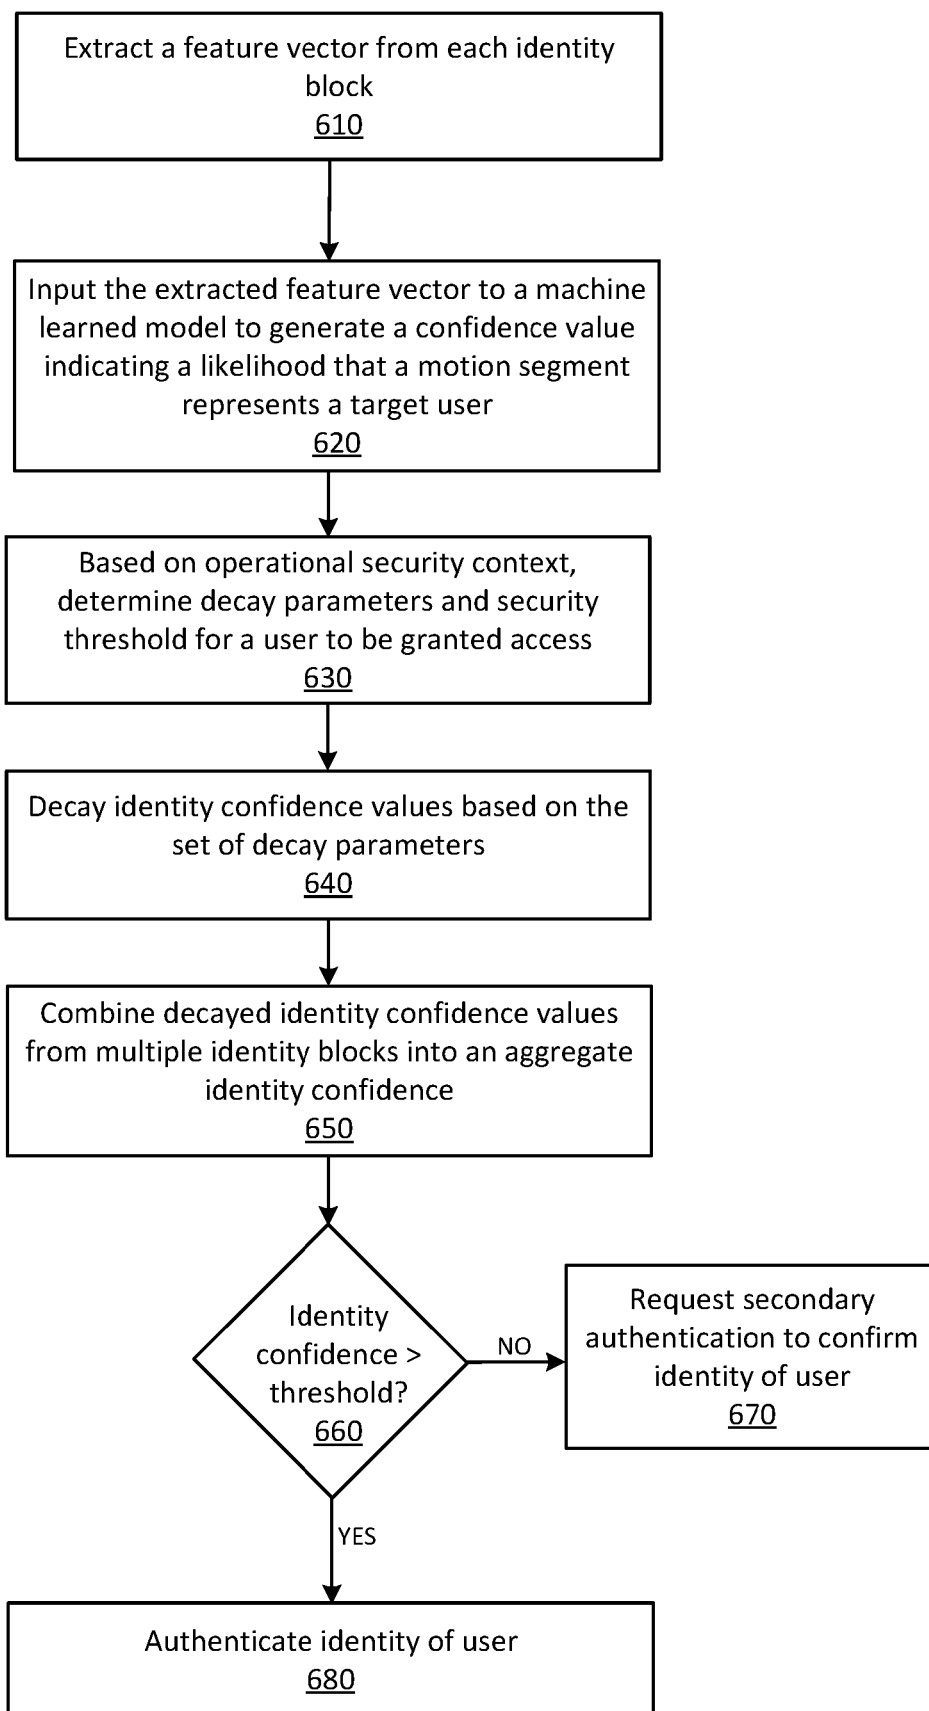 Extract a feature vector from each identity
block
610
Input the extracted feature vector to a machine
learned model to generate a confidence value
indicating a likelihood that a motion segment
represents a target user
620
Based on operational security context,
determine decay parameters and security
threshold for a user to be granted access
630
Decay identity confidence values based on the
set of decay parameters
640
Combine decayed identity confidence values
from multiple identity blocks into an aggregate
identity confidence
650
Identity
confidence >
threshold?
660
NO
Request secondary
authentication to confirm
identity of user
670
YES
Authenticate identity of user
680